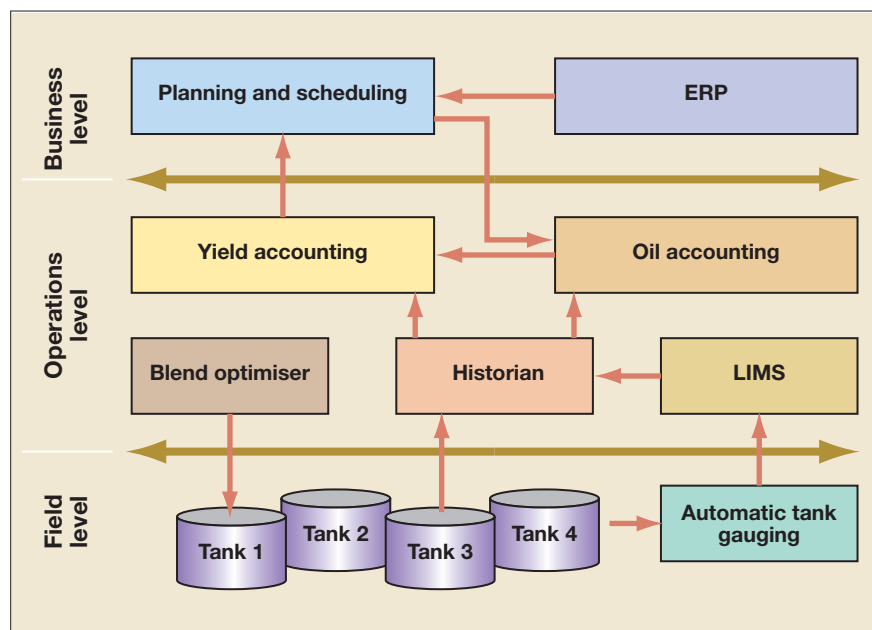 Business
level
Planning and scheduling
ERP
Operations
level
Yield accounting
Oil accounting
Blend optimiser
Historian
LIMS
Field
level
Tank 1
Tank 2
Tank 3
Tank 4
Automatic tank
gauging